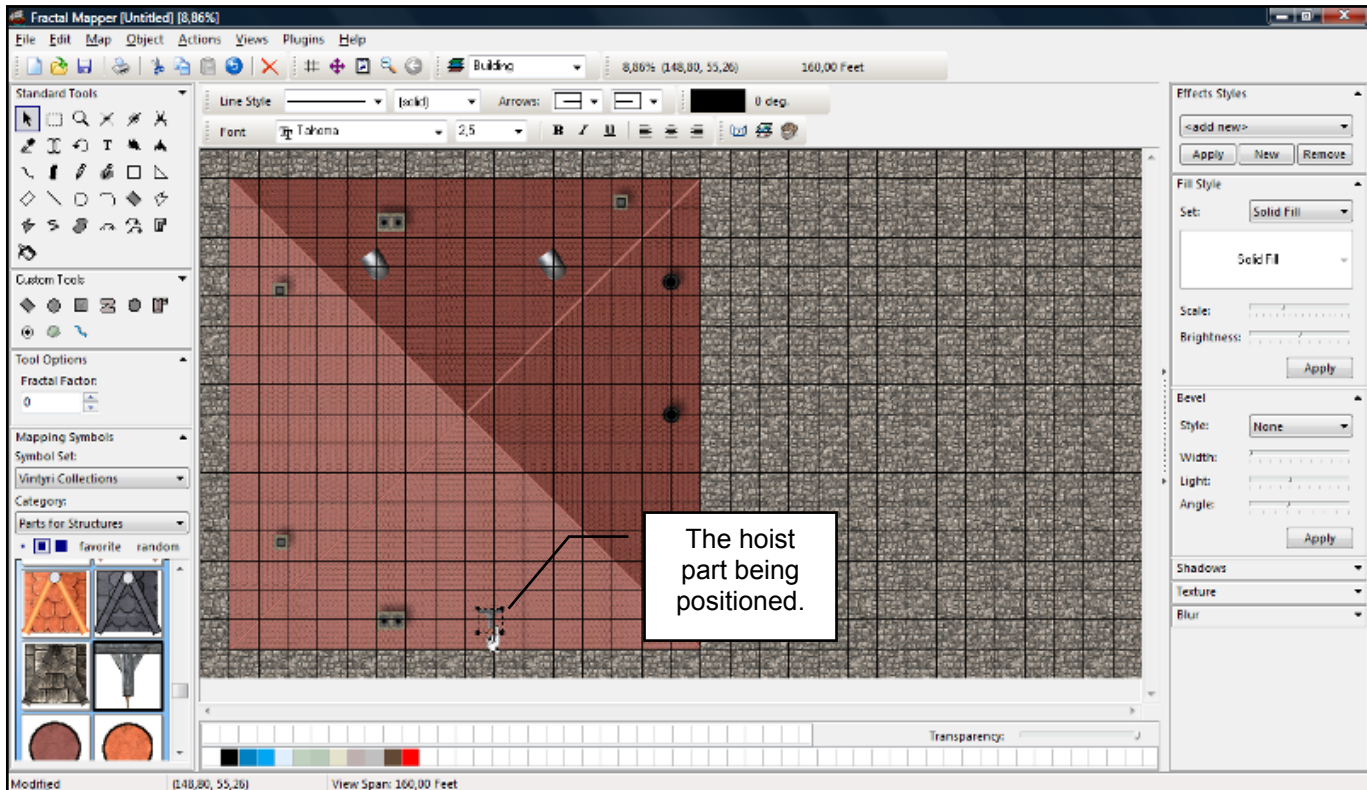 Fractal Mapper [Untitled] [8,86%]
File Edit Map Object Actions Views Plugins Help
Building 8,86% (148,80, 55,26) 160,00 Feet
Standard Tools
Line Style (solid) Arrows: 0 deg.
Font Tahoma 2,5 B I U
Custom Tools
Tool Options
Fractal Factor:
0
Mapping Symbols
Symbol Set:
Vintyri Collections
Category:
Parts for Structures
favorite random
The hoist
part being
positioned.
Effects Styles
<add new>
Apply New Remove
Fill Style
Set: Solid Fill
Solid Fill
Scale:
Brightness:
Apply
Bevel
Style: None
Width:
Light:
Angle:
Apply
Shadows
Texture
Blur
Transparency:
Modified (148,80, 55,26) View Span: 160,00 Feet